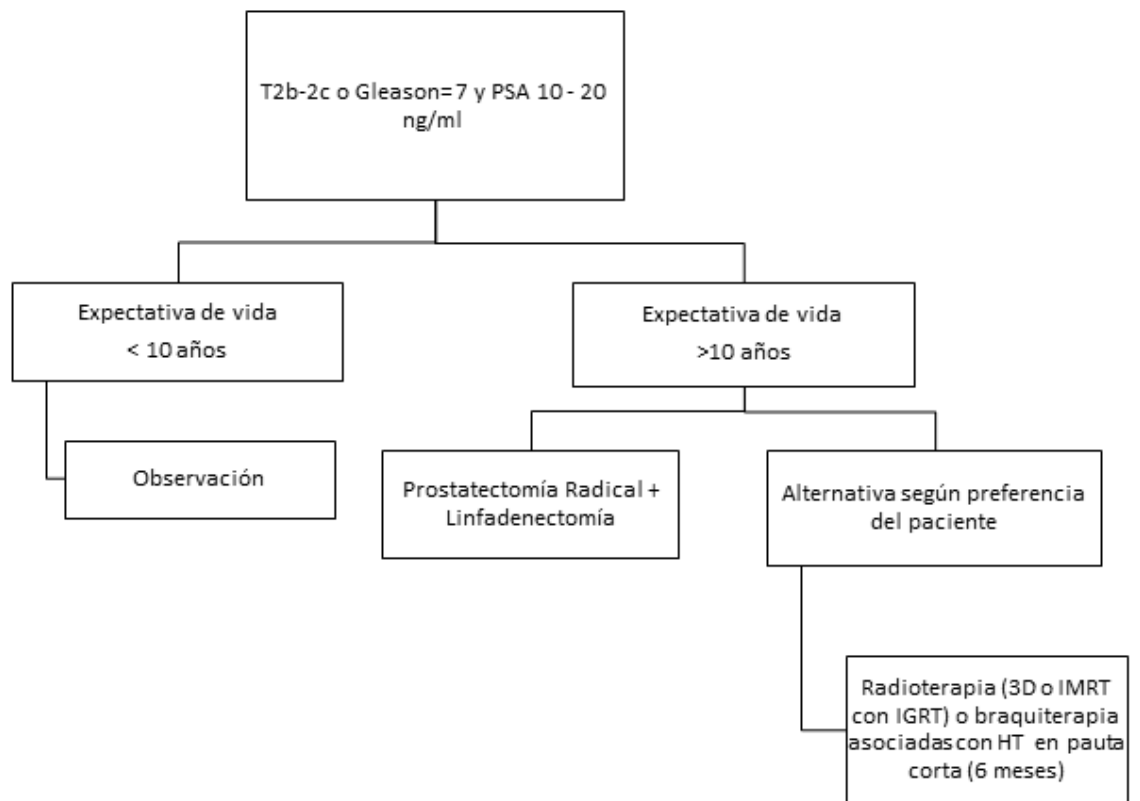 T2b-2c o Gleason=7 y PSA 10 - 20
ng/ml
Expectativa de vida
< 10 años
Expectativa de vida
>10 años
Observación
Prostatectomía Radical +
Linfadenectomía
Alternativa según preferencia
del paciente
Radioterapia (3D o IMRT
con IGRT) o braquiterapia
asociadas con HT en pauta
corta (6 meses)